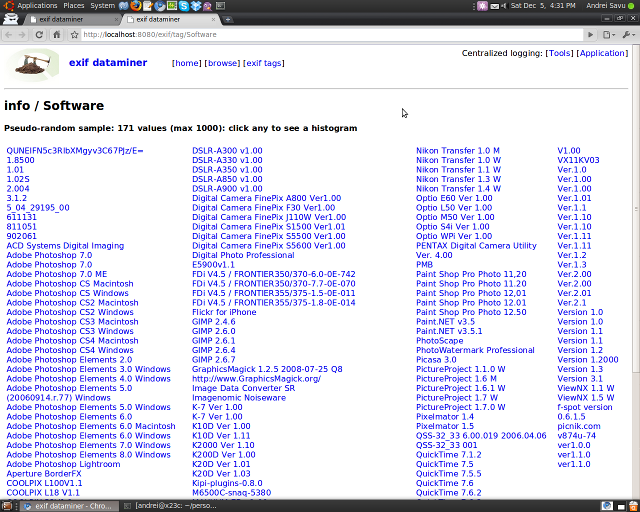 Applications Places System Sat Dec 5, 4:31 PM Andrei Savu
exif dataminer
exif dataminer
http://localhost:8080/exif/tag/Software
Centralized logging: [Tools] [Application]
exif dataminer [home] [browse] [exif tags]
info / Software
Pseudo-random sample: 171 values (max 1000): click any to see a histogram
QUNEIFN5c3RlbXMgyv3C67PJz/E=
1.8500
1.01
1.02S
2.004
3.1.2
5_04_29195_00
611131
811051
902061
ACD Systems Digital Imaging
Adobe Photoshop 7.0
Adobe Photoshop 7.0
Adobe Photoshop 7.0 ME
Adobe Photoshop CS Macintosh
Adobe Photoshop CS Windows
Adobe Photoshop CS2 Macintosh
Adobe Photoshop CS2 Windows
Adobe Photoshop CS3 Macintosh
Adobe Photoshop CS3 Windows
Adobe Photoshop CS4 Macintosh
Adobe Photoshop CS4 Windows
Adobe Photoshop Elements 2.0
Adobe Photoshop Elements 3.0 Windows
Adobe Photoshop Elements 4.0 Windows
Adobe Photoshop Elements 5.0
(20060914.r.77) Windows
Adobe Photoshop Elements 5.0 Windows
Adobe Photoshop Elements 6.0
Adobe Photoshop Elements 6.0 Macintosh
Adobe Photoshop Elements 6.0 Windows
Adobe Photoshop Elements 7.0 Windows
Adobe Photoshop Elements 8.0 Windows
Adobe Photoshop Lightroom
Aperture BorderFX
COOLPIX L100V1.1
COOLPIX L18 V1.1
DSLR-A300 v1.00
DSLR-A330 v1.00
DSLR-A350 v1.00
DSLR-A850 v1.00
DSLR-A900 v1.00
Digital Camera FinePix A800 Ver1.00
Digital Camera FinePix F30 Ver1.00
Digital Camera FinePix J110W Ver1.00
Digital Camera FinePix S1500 Ver1.01
Digital Camera FinePix S5500 Ver1.00
Digital Camera FinePix S5600 Ver1.00
Digital Photo Professional
E5900v1.1
FDi V4.5 / FRONTIER350/370-6.0-0E-742
FDi V4.5 / FRONTIER350/370-7.7-0E-070
FDi V4.5 / FRONTIER355/375-1.5-0E-011
FDi V4.5 / FRONTIER355/375-1.8-0E-014
Flickr for iPhone
GIMP 2.4.6
GIMP 2.6.0
GIMP 2.6.1
GIMP 2.6.4
GIMP 2.6.7
GraphicsMagick 1.2.5 2008-07-25 Q8
http://www.GraphicsMagick.org/
Image Data Converter SR
Imagenomic Noiseware
K-7 Ver 1.00
K-7 Ver 1.00
K10D Ver 1.00
K10D Ver 1.11
K2000 Ver 1.10
K200D Ver 1.00
K20D Ver 1.01
K20D Ver 1.03
Kipi-plugins-0.8.0
M6500C-snaq-5380
Nikon Transfer 1.0 M
Nikon Transfer 1.0 W
Nikon Transfer 1.1 W
Nikon Transfer 1.3 W
Nikon Transfer 1.4 W
Optio E60 Ver 1.00
Optio L50 Ver 1.00
Optio M50 Ver 1.00
Optio S4i Ver 1.00
Optio WPi Ver 1.00
PENTAX Digital Camera Utility
Ver. 4.00
PMB
Paint Shop Pro Photo 11,20
Paint Shop Pro Photo 11.20
Paint Shop Pro Photo 12,01
Paint Shop Pro Photo 12.01
Paint Shop Pro Photo 12.50
Paint.NET v3.5
Paint.NET v3.5.1
PhotoScape
PhotoWatermark Professional
Picasa 3.0
PictureProject 1.1.0 W
PictureProject 1.6 M
PictureProject 1.6.1 W
PictureProject 1.7 W
PictureProject 1.7.0 W
Pixelmator 1.4
Pixelmator 1.5
QSS-32_33 6.00.019 2006.04.06
QSS-32_33 001
QuickTime 7.1.2
QuickTime 7.5
QuickTime 7.5.5
QuickTime 7.6
QuickTime 7.6.2
V1.00
VX11KV03
Ver.1.0
Ver.1.00
Ver.1.00
Ver.1.01
Ver.1.1
Ver.1.10
Ver.1.10
Ver.1.11
Ver.1.11
Ver.1.2
Ver.1.3
Ver.2.00
Ver.2.00
Ver.2.01
Ver.2.1
Version 1.0
Version 1.0
Version 1.1
Version 1.1
Version 1.2
Version 1.2000
Version 1.3
Version 3.1
ViewNX 1.1 W
ViewNX 1.5 W
f-spot version
0.6.1.5
picnik.com
v874u-74
ver1.0.0
ver1.1.0
ver1.1.0
exif dataminer - Chro...
[andrei@x23c: ~/perso...